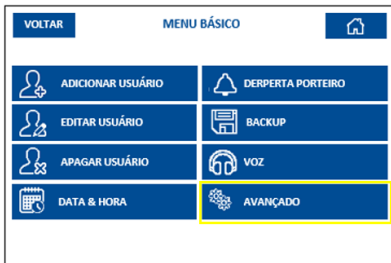 VOLTAR
MENU BÁSICO
ADICIONAR USUÁRIO
DERPERTA PORTEIRO
EDITAR USUÁRIO
BACKUP
APAGAR USUÁRIO
VOZ
DATA & HORA
AVANÇADO